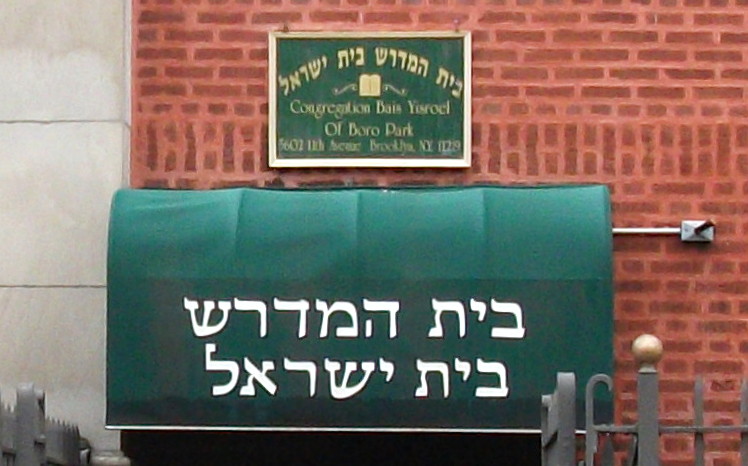 בית המדרש בית ישראל
Congregation Bais Yisroel
Of Boro Park
5602 11th Avenue Brooklyn, N.Y. 11219
בית המדרש
בית ישראל